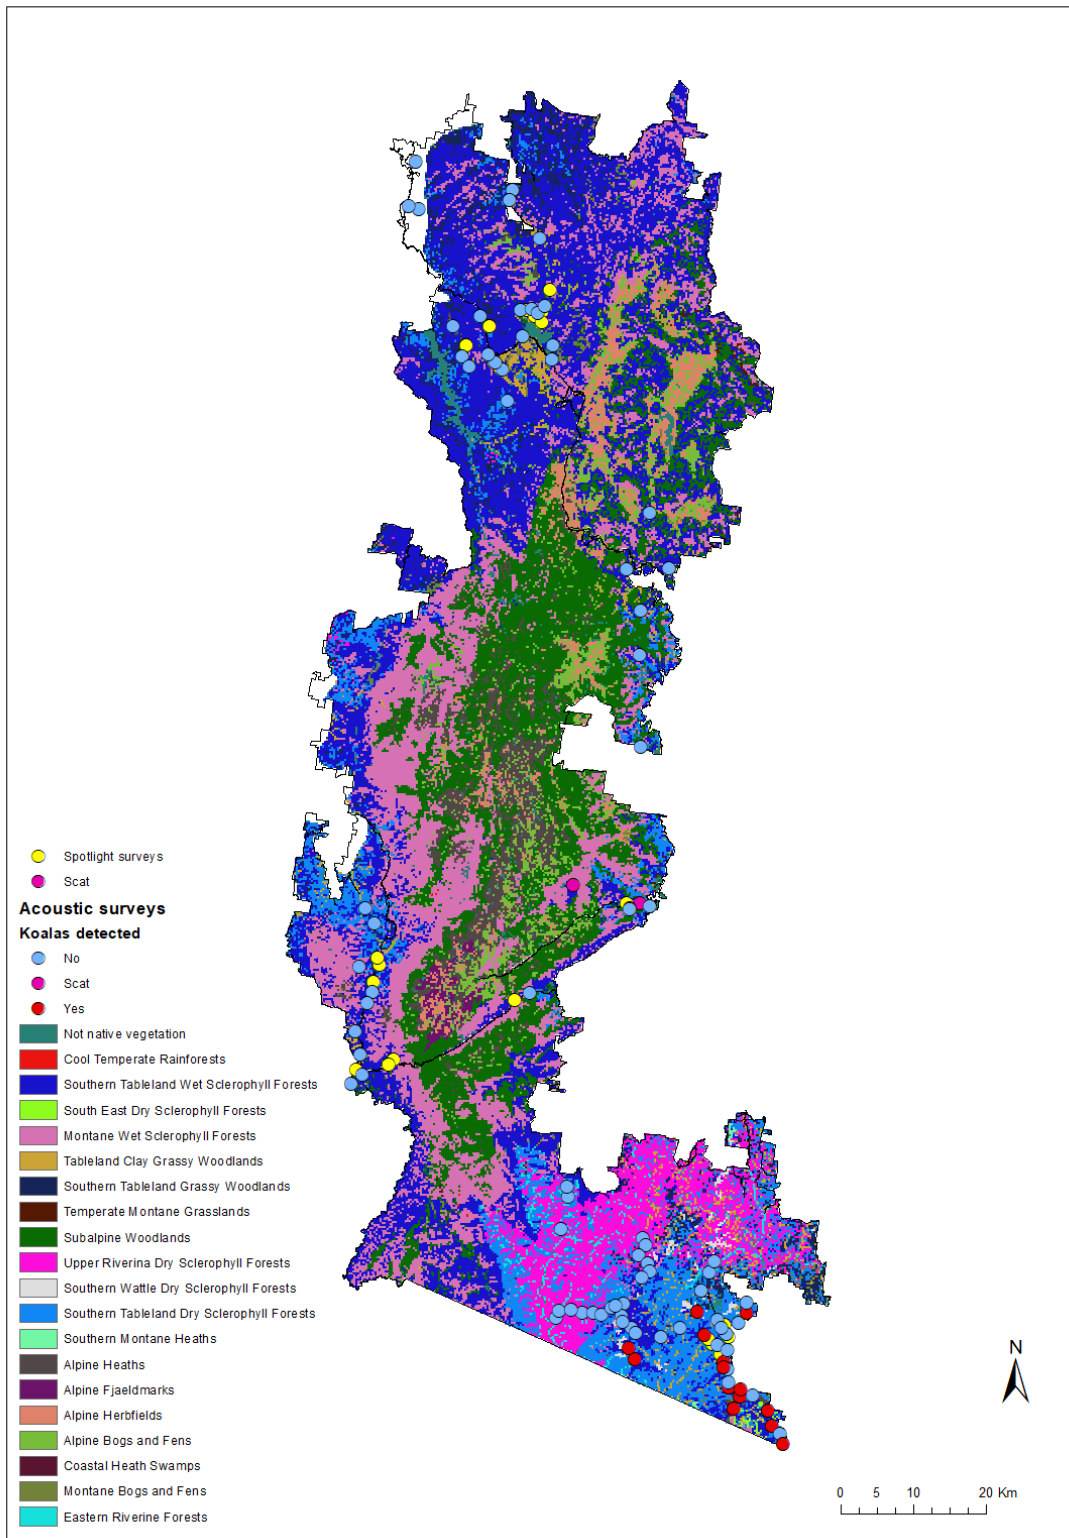 Spotlight surveys
Scat
Acoustic surveys
Koalas detected
No
Scat
Yes
Not native vegetation
Cool Temperate Rainforests
Southern Tableland Wet Sclerophyll Forests
South East Dry Sclerophyll Forests
Montane Wet Sclerophyll Forests
Tableland Clay Grassy Woodlands
Southern Tableland Grassy Woodlands
Temperate Montane Grasslands
Subalpine Woodlands
Upper Riverina Dry Sclerophyll Forests
Southern Wattle Dry Sclerophyll Forests
Southern Tableland Dry Sclerophyll Forests
Southern Montane Heaths
Alpine Heaths
Alpine Fjaeldmarks
Alpine Herbfields
Alpine Bogs and Fens
Coastal Heath Swamps
Montane Bogs and Fens
Eastern Riverine Forests
N
0 5 10 20 Km